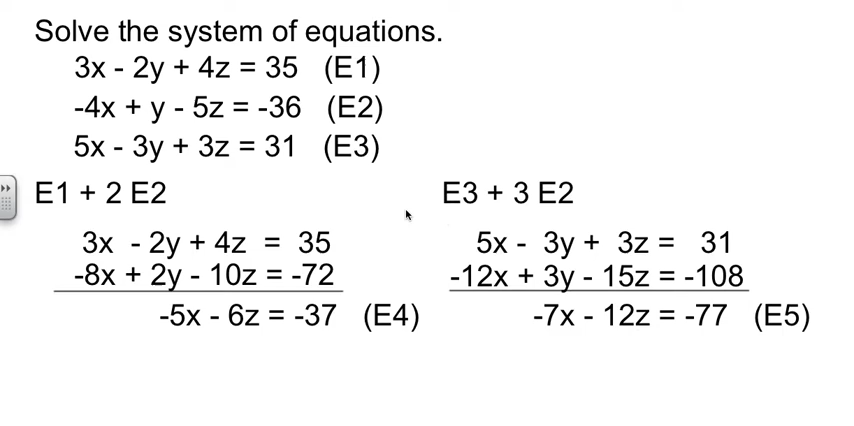 Solve the system of equations.
3x - 2y + 4z = 35 (E1)
-4x + y - 5z = -36 (E2)
5x - 3y + 3z = 31 (E3)
E1 + 2 E2
3x - 2y + 4z = 35
-8x + 2y - 10z = -72
-5x - 6z = -37 (E4)
E3 + 3 E2
5x - 3y + 3z = 31
-12x + 3y - 15z = -108
-7x - 12z = -77 (E5)